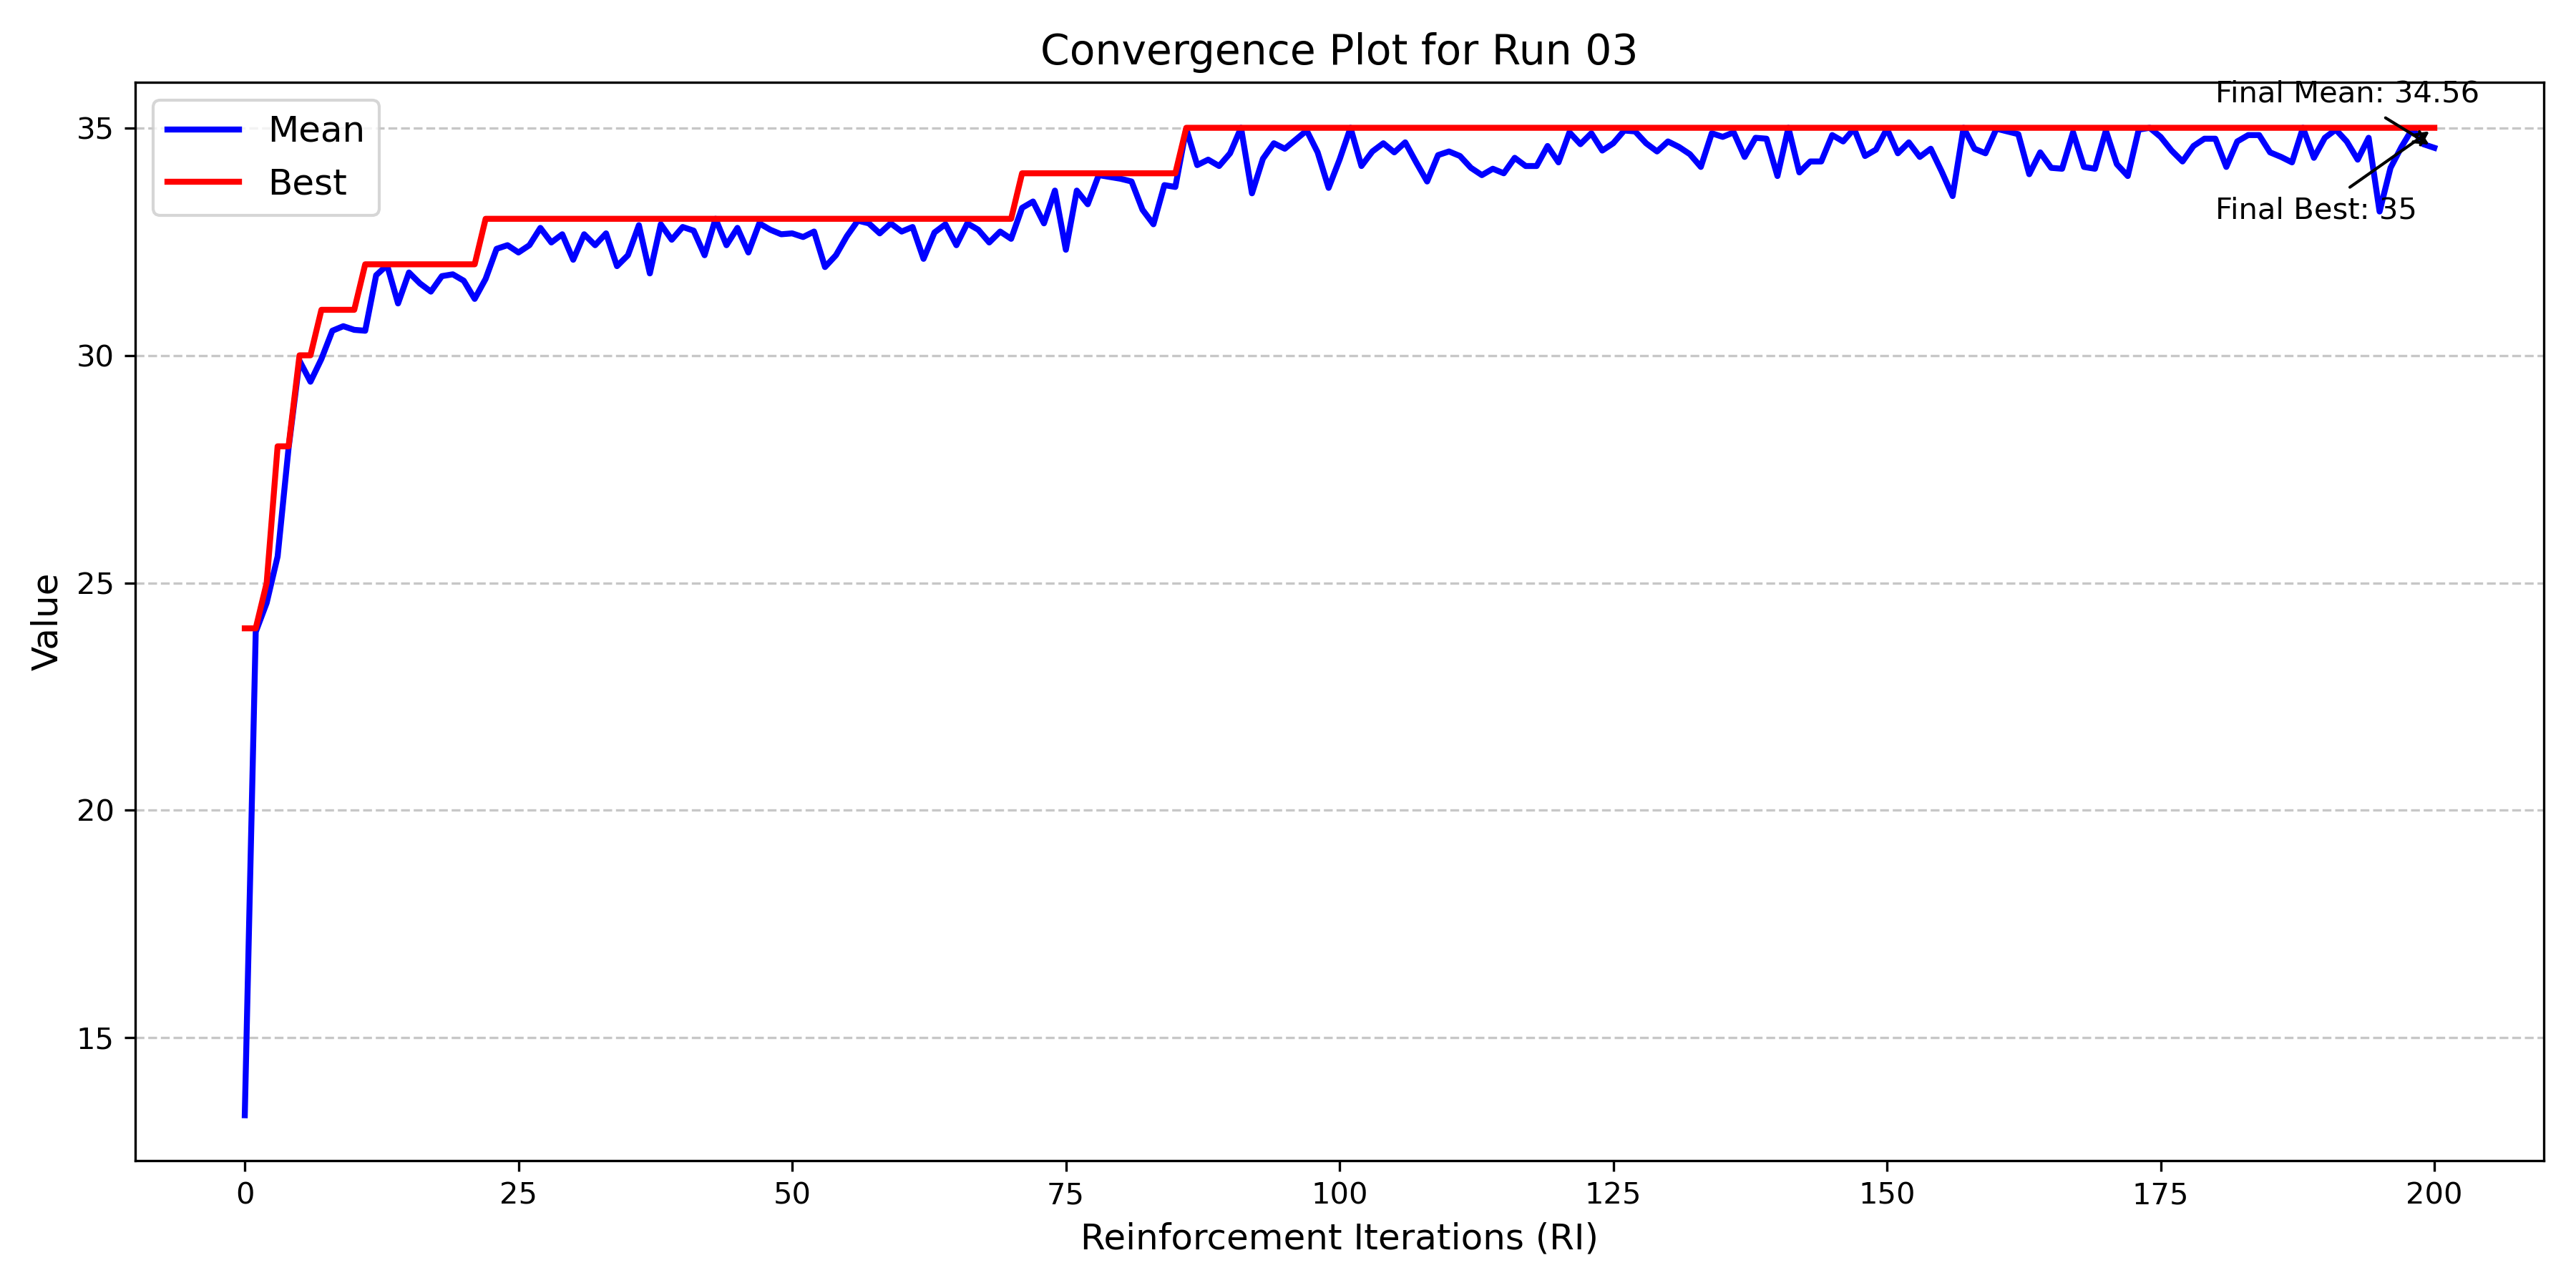 Convergence Plot for Run 03
Final Mean: 34.56
Mean
Best
Final Best: 35
35
30
25
20
15
Value
0
25
50
75
100
125
150
175
200
Reinforcement Iterations (RI)